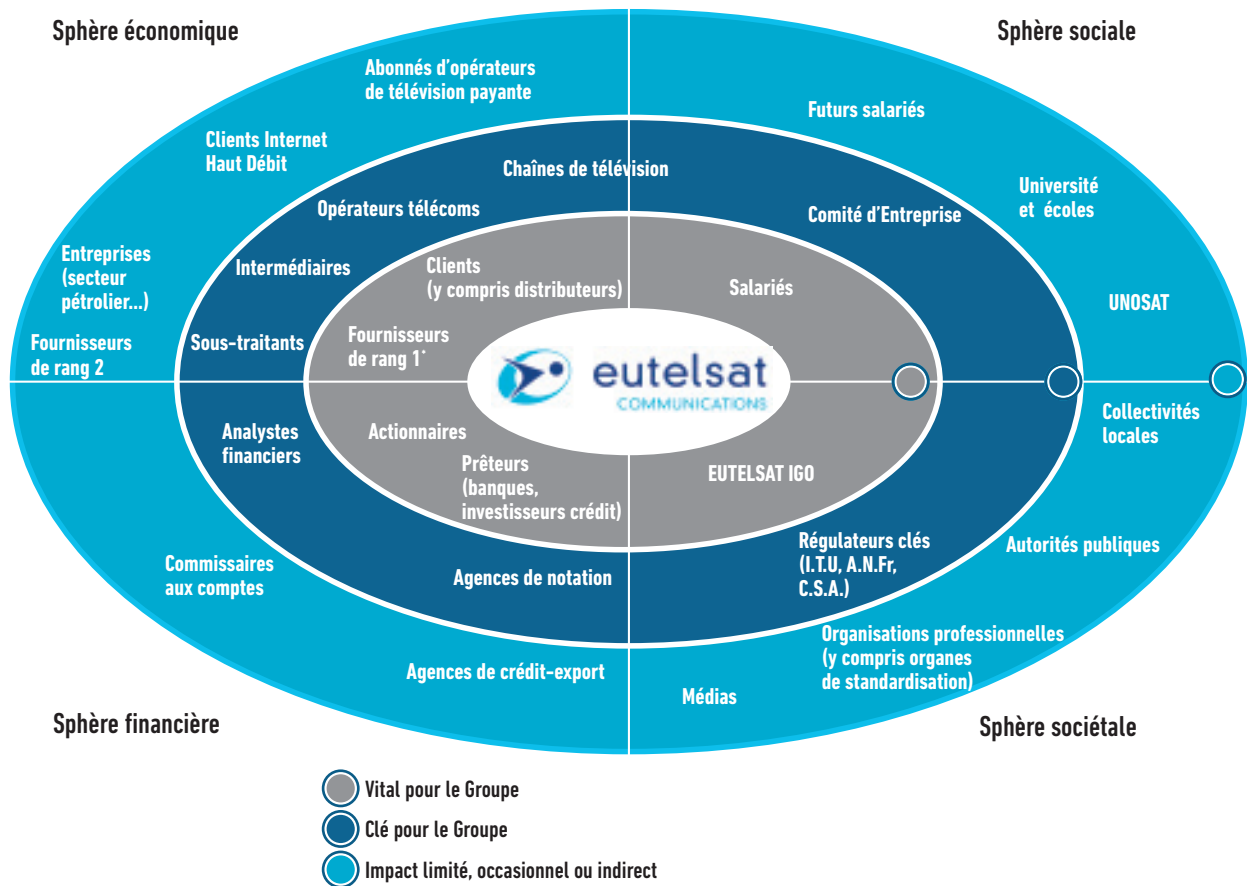 Sphère économique
Sphère sociale
Abonnés d'opérateurs
de télévision payante
Futurs salariés
Clients Internet
Haut Débit
Chaînes de télévision
Université
et écoles
Opérateurs télécoms
Comité d'Entreprise
Entreprises
(secteur
pétrolier...)
Intermédiaires
Clients
(y compris distributeurs)
Salariés
UNOSAT
Fournisseurs
de rang 2
Sous-traitants
Fournisseurs
de rang 1*
eutelsat
COMMUNICATIONS
Collectivités
locales
Analystes
financiers
Actionnaires
Prêteurs
(banques,
investisseurs crédit)
EUTELSAT IGO
Régulateurs clés
(I.T.U, A.N.Fr,
C.S.A.)
Autorités publiques
Commissaires
aux comptes
Agences de notation
Organisations professionnelles
(y compris organes
de standardisation)
Agences de crédit-export
Médias
Sphère financière
Sphère sociétale
Vital pour le Groupe
Clé pour le Groupe
Impact limité, occasionnel ou indirect